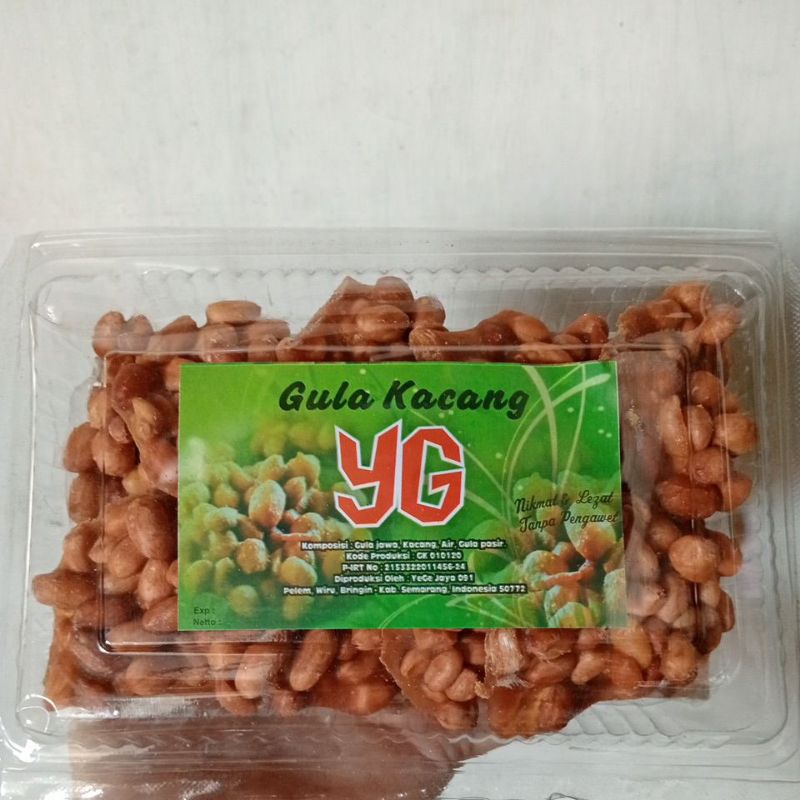 Gula Kacang
YG
Nikmat & Lezat
Tanpa Pengawet
Komposisi : Gula jawa, Kacang, Air, Gula pasir.
Kode Produksi : GK 010120
P-IRT No : 2153322011456-24
Diproduksi Oleh : YeGe Jaya 091
Pelem, Wiru, Bringin - Kab. Semarang, Indonesia 50772
Exp :
Netto :